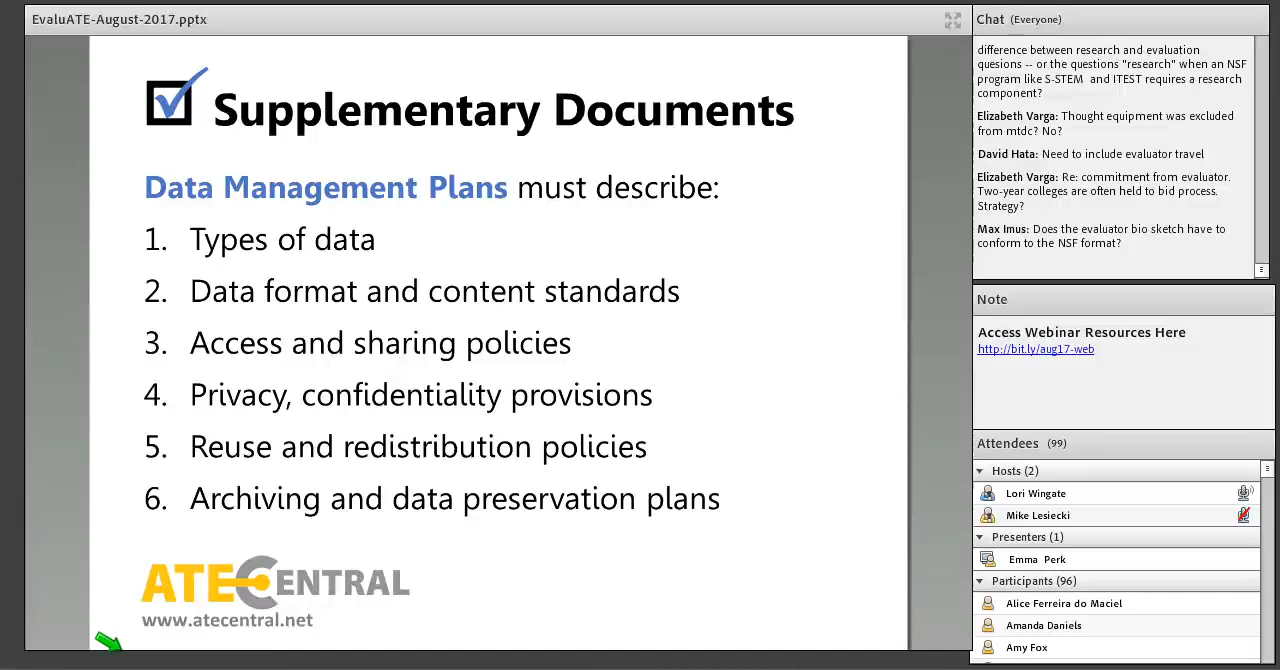 EvaluATE-August-2017.pptx
Supplementary Documents
Data Management Plans must describe:
1. Types of data
2. Data format and content standards
3. Access and sharing policies
4. Privacy, confidentiality provisions
5. Reuse and redistribution policies
6. Archiving and data preservation plans
ATECENTRAL
www.atecentral.net
Chat (Everyone)
difference between research and evaluation
quesions -- or the questions "research" when an NSF
program like S-STEM and ITEST requires a research
component?
Elizabeth Varga: Thought equipment was excluded
from mtdc? No?
David Hata: Need to include evaluator travel
Elizabeth Varga: Re: commitment from evaluator.
Two-year colleges are often held to bid process.
Strategy?
Max Imus: Does the evaluator bio sketch have to
conform to the NSF format?
Note
Access Webinar Resources Here
http://bit.ly/aug17-web
Attendees (99)
Hosts (2)
Lori Wingate
Mike Lesiecki
Presenters (1)
Emma Perk
Participants (96)
Alice Ferreira do Maciel
Amanda Daniels
Amy Fox